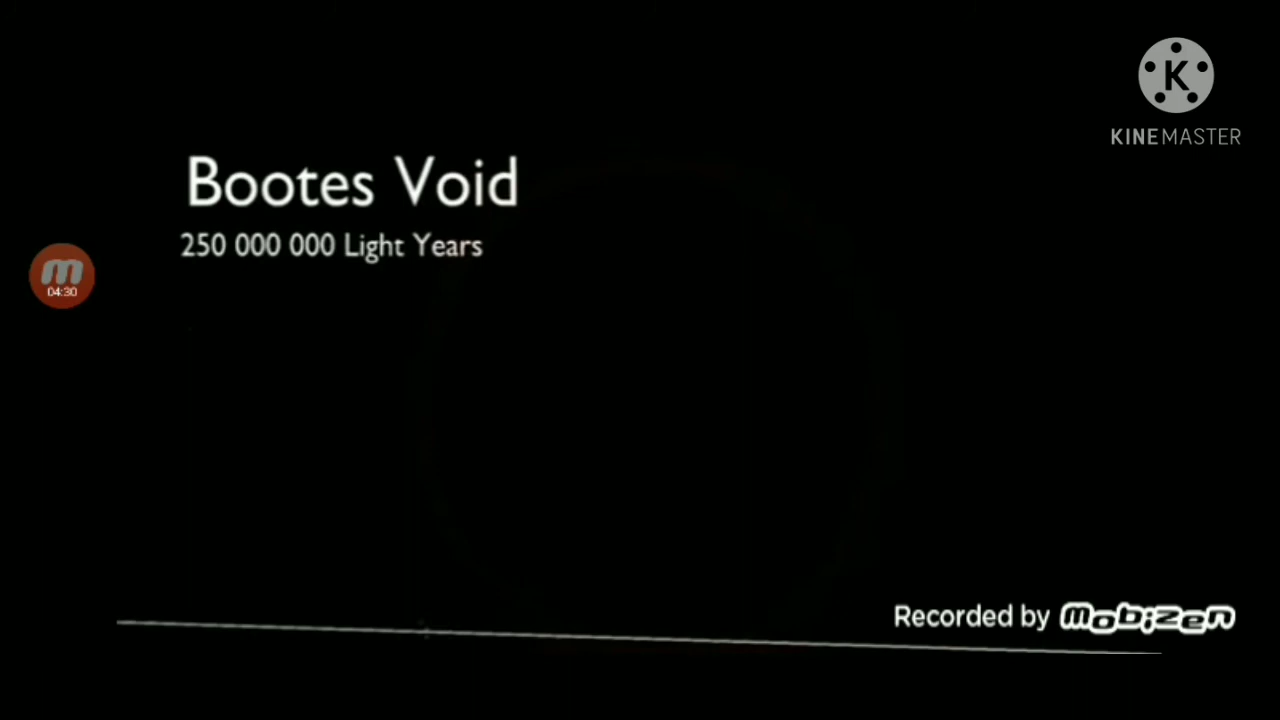 K
KINEMASTER
Bootes Void
250 000 000 Light Years
m
04:30
Recorded by mobizen